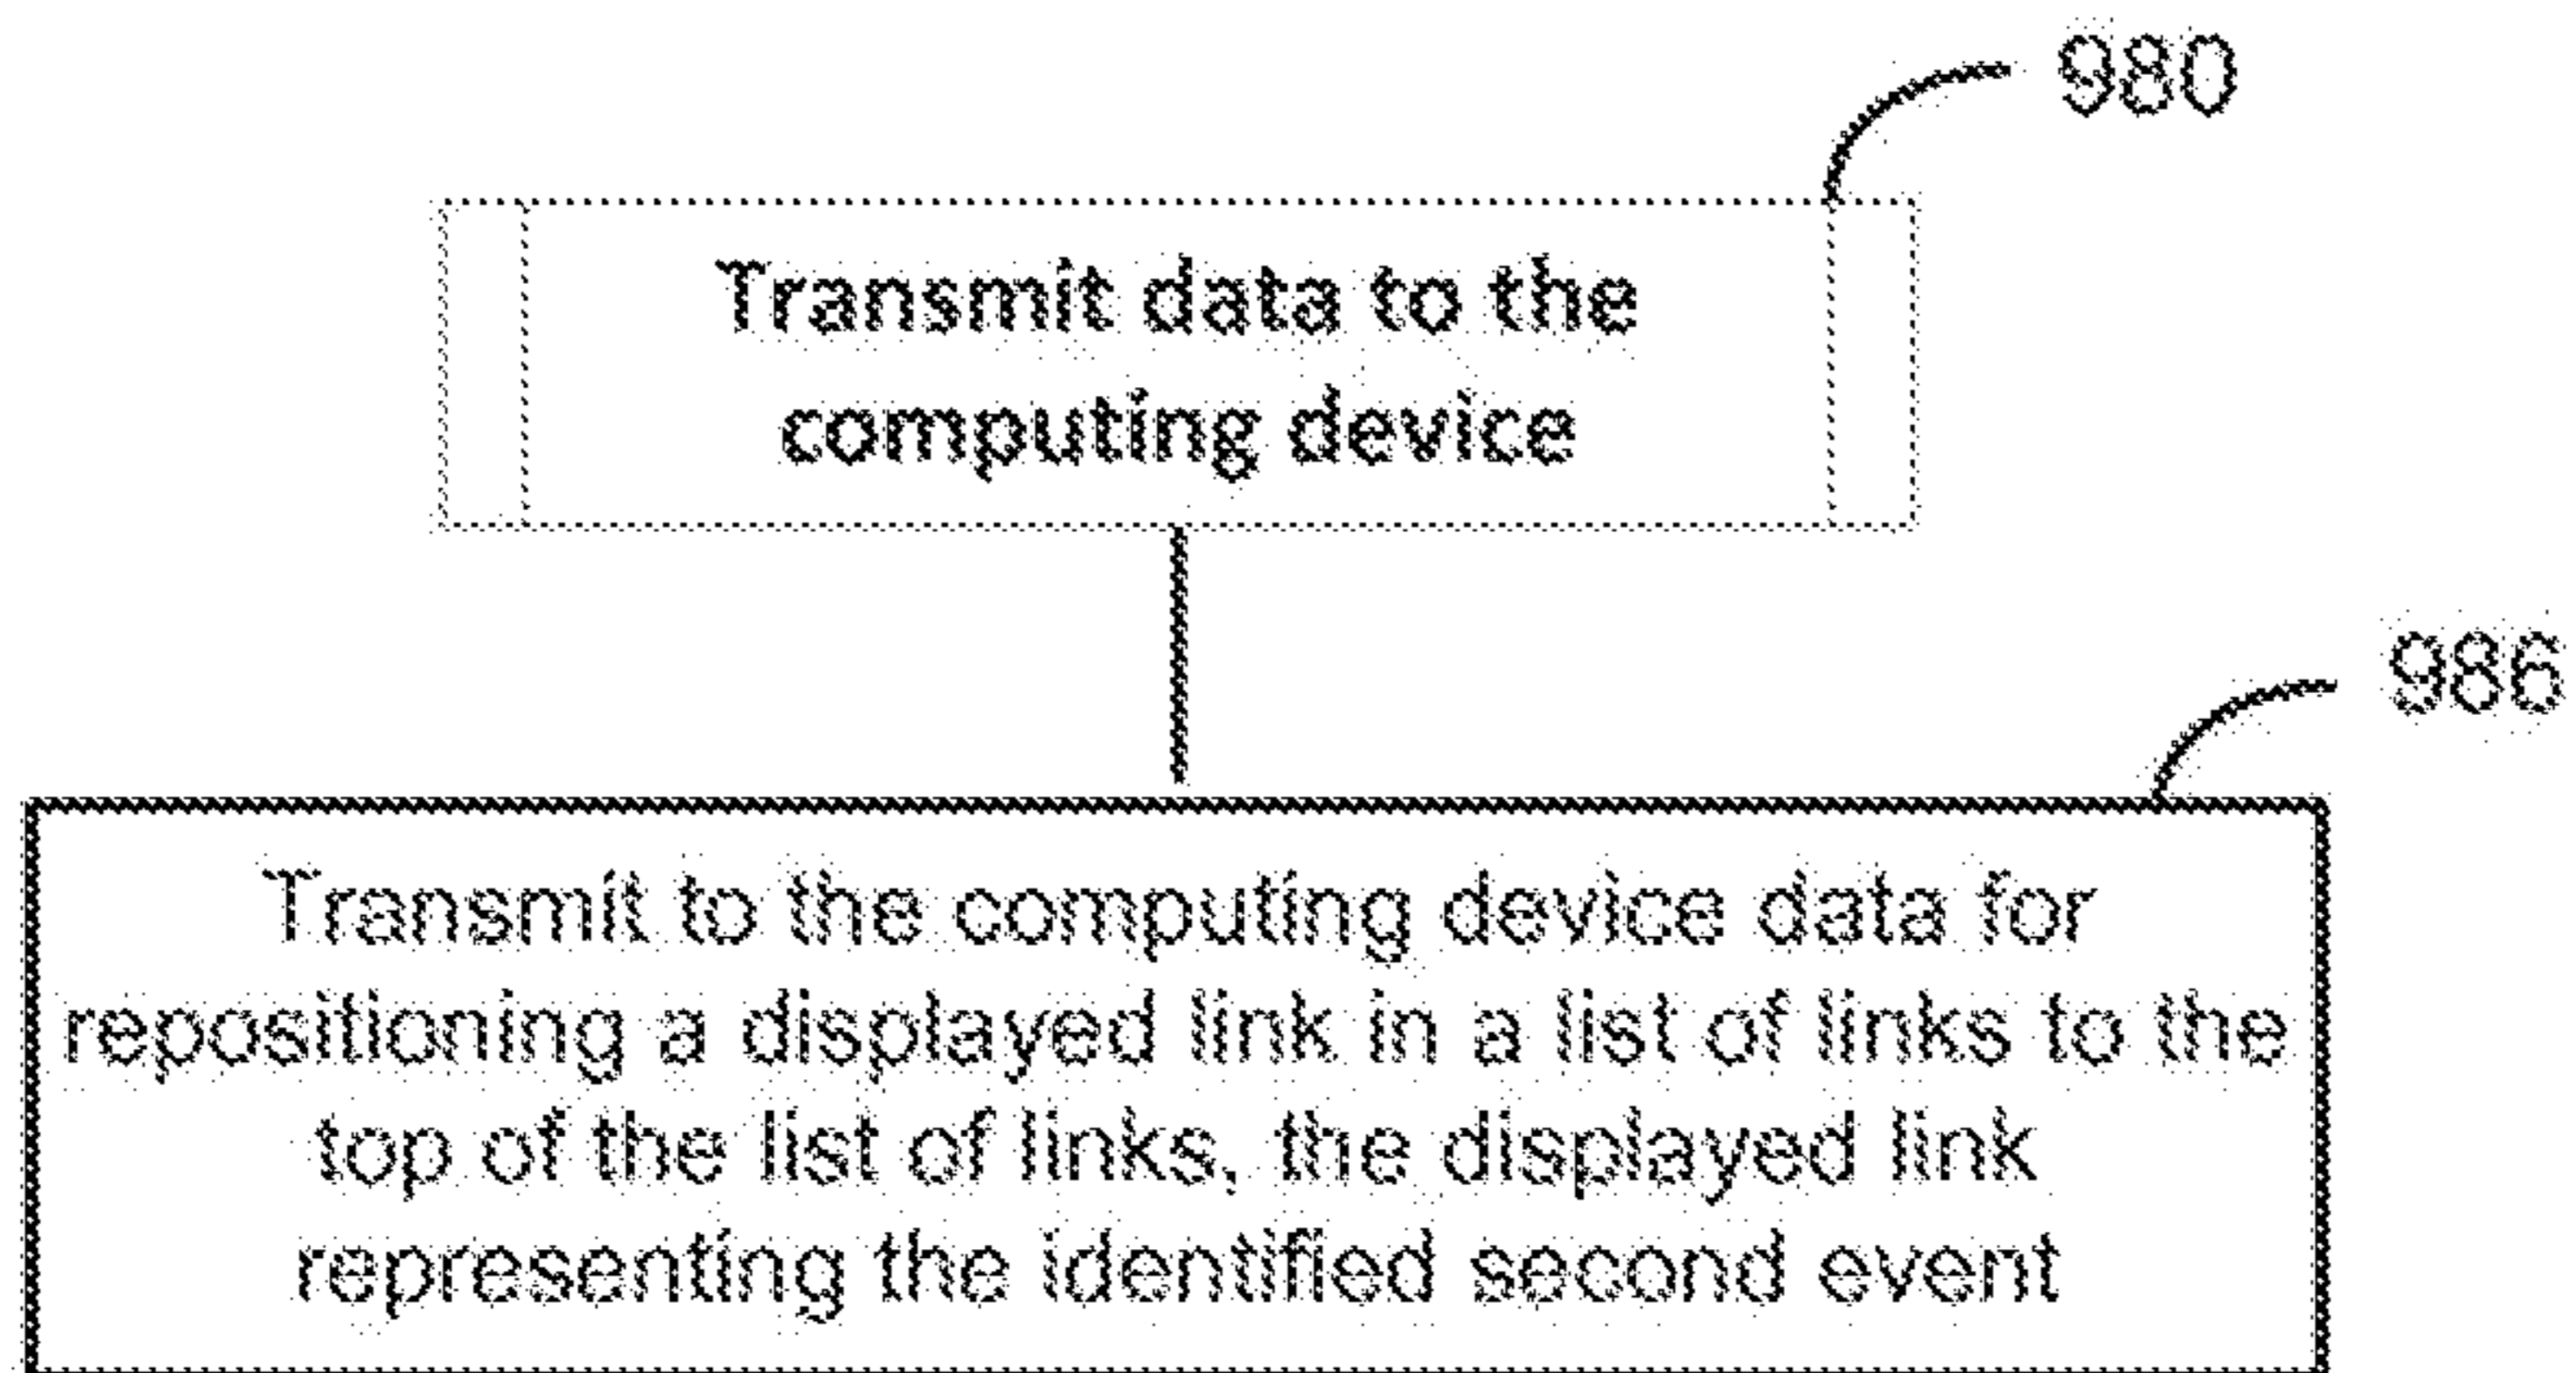 980
Transmit data to the
computing device
986
Transmit to the computing device data for
repositioning a displayed link in a list of links to the
top of the list of links, the displayed link
representing the identified second event